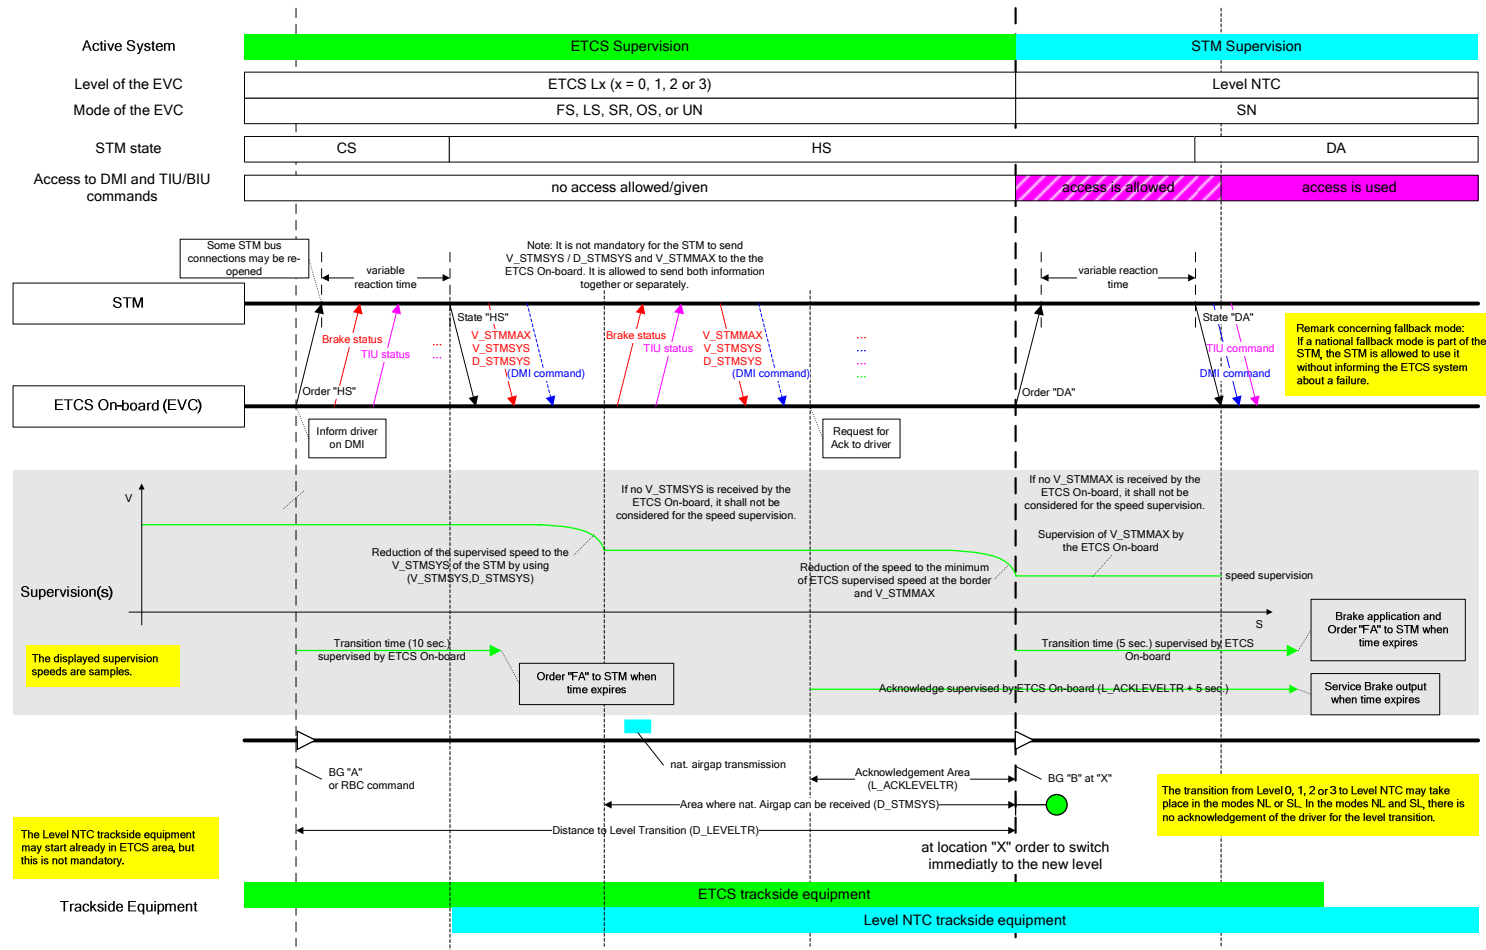 Active System
ETCS Supervision
STM Supervision
Level of the EVC
ETCS Lx (x = 0, 1, 2 or 3)
Level NTC
Mode of the EVC
FS, LS, SR, OS, or UN
SN
STM state
CS
HS
DA
Access to DMI and TIU/BIU
commands
no access allowed/given
access is allowed
access is used
Some STM bus
connections may be re-
opened
variable
reaction time
Note: It is not mandatory for the STM to send
V_STMSYS / D_STMSYS and V_STMMAX to the the
ETCS On-board. It is allowed to send both information
together or separately.
variable reaction
time
STM
Brake status
TIU status
...
...
State "HS"
V_STMMAX
V_STMSYS
D_STMSYS
(DMI command)
Order "HS"
Brake status
TIU status
V_STMMAX
V_STMSYS
D_STMSYS
(DMI command)
...
...
...
...
Order "DA"
State "DA"
TIU command
DMI command
Remark concerning fallback mode:
If a national fallback mode is part of the
STM, the STM is allowed to use it
without informing the ETCS system
about a failure.
ETCS On-board (EVC)
Inform driver
on DMI
Request for
Ack to driver
V
If no V_STMSYS is received by the
ETCS On-board, it shall not be
considered for the speed supervision.
If no V_STMMAX is received by the
ETCS On-board, it shall not be
considered for the speed supervision.
Reduction of the supervised speed to the
V_STMSYS of the STM by using
(V_STMSYS,D_STMSYS)
Reduction of the speed to the minimum
of ETCS supervised speed at the border
and V_STMMAX
Supervision of V_STMMAX by
the ETCS On-board
speed supervision
Supervision(s)
S
The displayed supervision
speeds are samples.
Transition time (10 sec.)
supervised by ETCS On-board
Order "FA" to STM when
time expires
Transition time (5 sec.) supervised by ETCS
On-board
Brake application and
Order "FA" to STM when
time expires
Acknowledge supervised by ETCS On-board (L_ACKLEVELTR + 5 sec.)
Service Brake output
when time expires
BG "A"
or RBC command
nat. airgap transmission
Acknowledgement Area
(L_ACKLEVELTR)
BG "B" at "X"
Area where nat. Airgap can be received (D_STMSYS)
Distance to Level Transition (D_LEVELTR)
The transition from Level 0, 1, 2 or 3 to Level NTC may take
place in the modes NL or SL. In the modes NL and SL, there is
no acknowledgement of the driver for the level transition.
The Level NTC trackside equipment
may start already in ETCS area, but
this is not mandatory.
at location "X" order to switch
immediatly to the new level
Trackside Equipment
ETCS trackside equipment
Level NTC trackside equipment